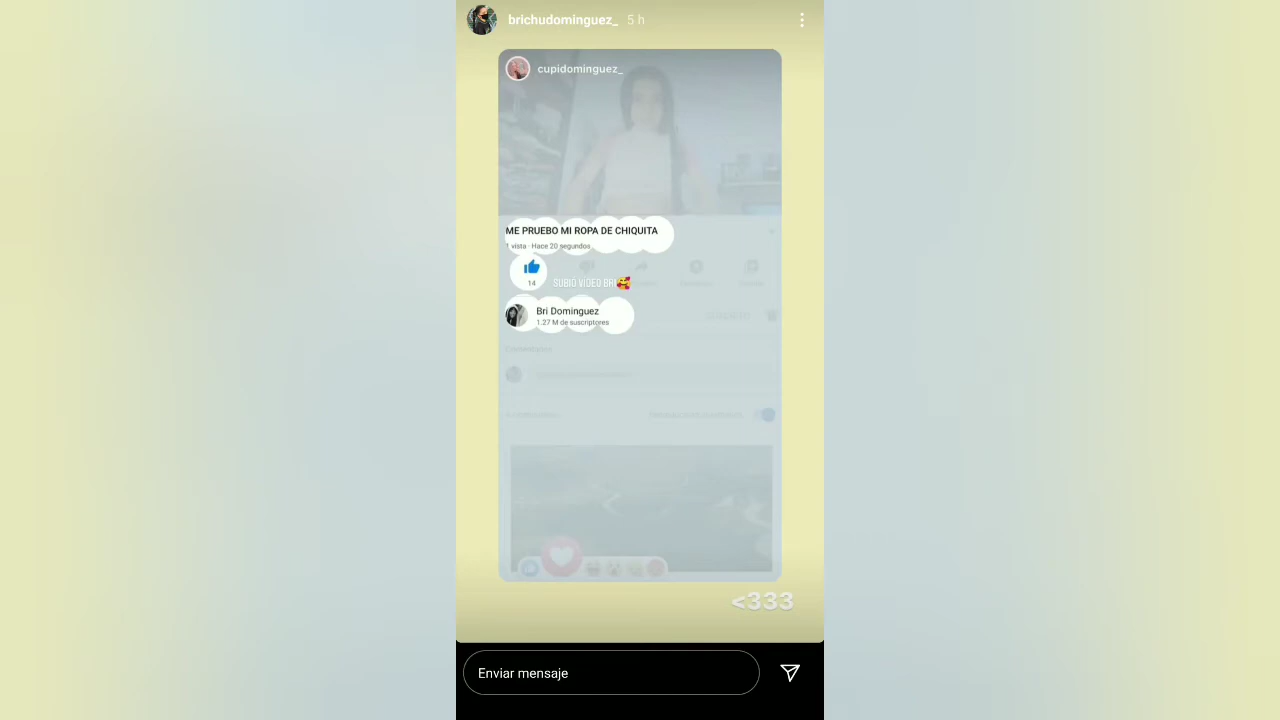 brichudominguez_ 5 h
cupidominguez_
ME PRUEBO MI ROPA DE CHIQUITA
1 vista · Hace 20 segundos
14
SUBIÓ VIDEO BRI🥰
Bri Dominguez
1.27 M de suscriptores
<333
Enviar mensaje